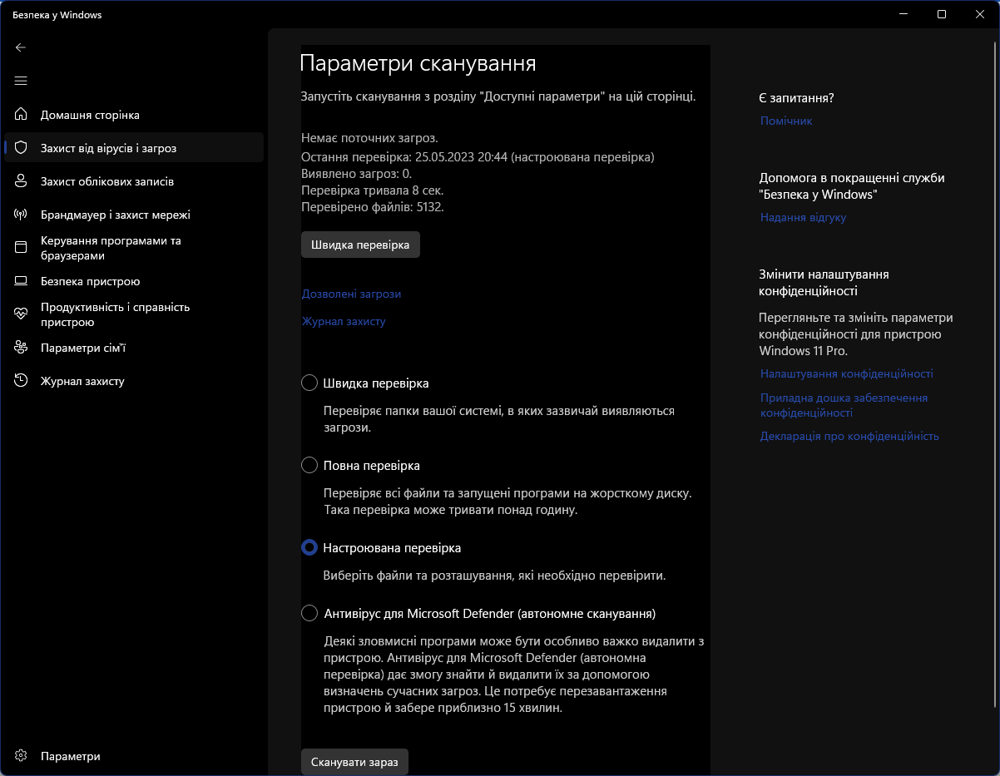 Безпека у Windows
Домашня сторінка
Захист від вірусів і загроз
Захист облікових записів
Брандмауер і захист мережі
Керування програмами та
браузерами
Безпека пристрою
Продуктивність і справність
пристрою
Параметри сім'ї
Журнал захисту
Параметри
Параметри сканування
Запустіть сканування з розділу "Доступні параметри" на цій сторінці.
Немає поточних загроз.
Остання перевірка: 25.05.2023 20:44 (настроювана перевірка)
Виявлено загроз: 0.
Перевірка тривала 8 сек.
Перевірено файлів: 5132.
Швидка перевірка
Дозволені загрози
Журнал захисту
Швидка перевірка
Перевіряє папки вашої системі, в яких зазвичай виявляються
загрози.
Повна перевірка
Перевіряє всі файли та запущені програми на жорсткому диску.
Така перевірка може тривати понад годину.
Настроювана перевірка
Виберіть файли та розташування, які необхідно перевірити.
Антивірус для Microsoft Defender (автономне сканування)
Деякі зловмисні програми може бути особливо важко видалити з
пристрою. Антивірус для Microsoft Defender (автономна
перевірка) дає змогу знайти й видалити їх за допомогою
визначень сучасних загроз. Це потребує перезавантаження
пристрою й забере приблизно 15 хвилин.
Сканувати зараз
Є запитання?
Помічник
Допомога в покращенні служби
"Безпека у Windows"
Надання відгуку
Змінити налаштування
конфіденційності
Перегляньте та змініть параметри
конфіденційності для пристрою
Windows 11 Pro.
Налаштування конфіденційності
Приладна дошка забезпечення
конфіденційності
Декларація про конфіденційність